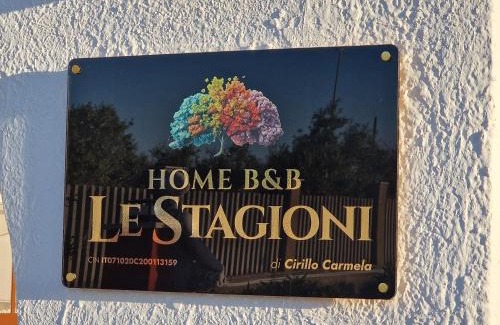 HOME B&B
LE STAGIONI
CIN IT071020C200113159
di Cirillo Carmela